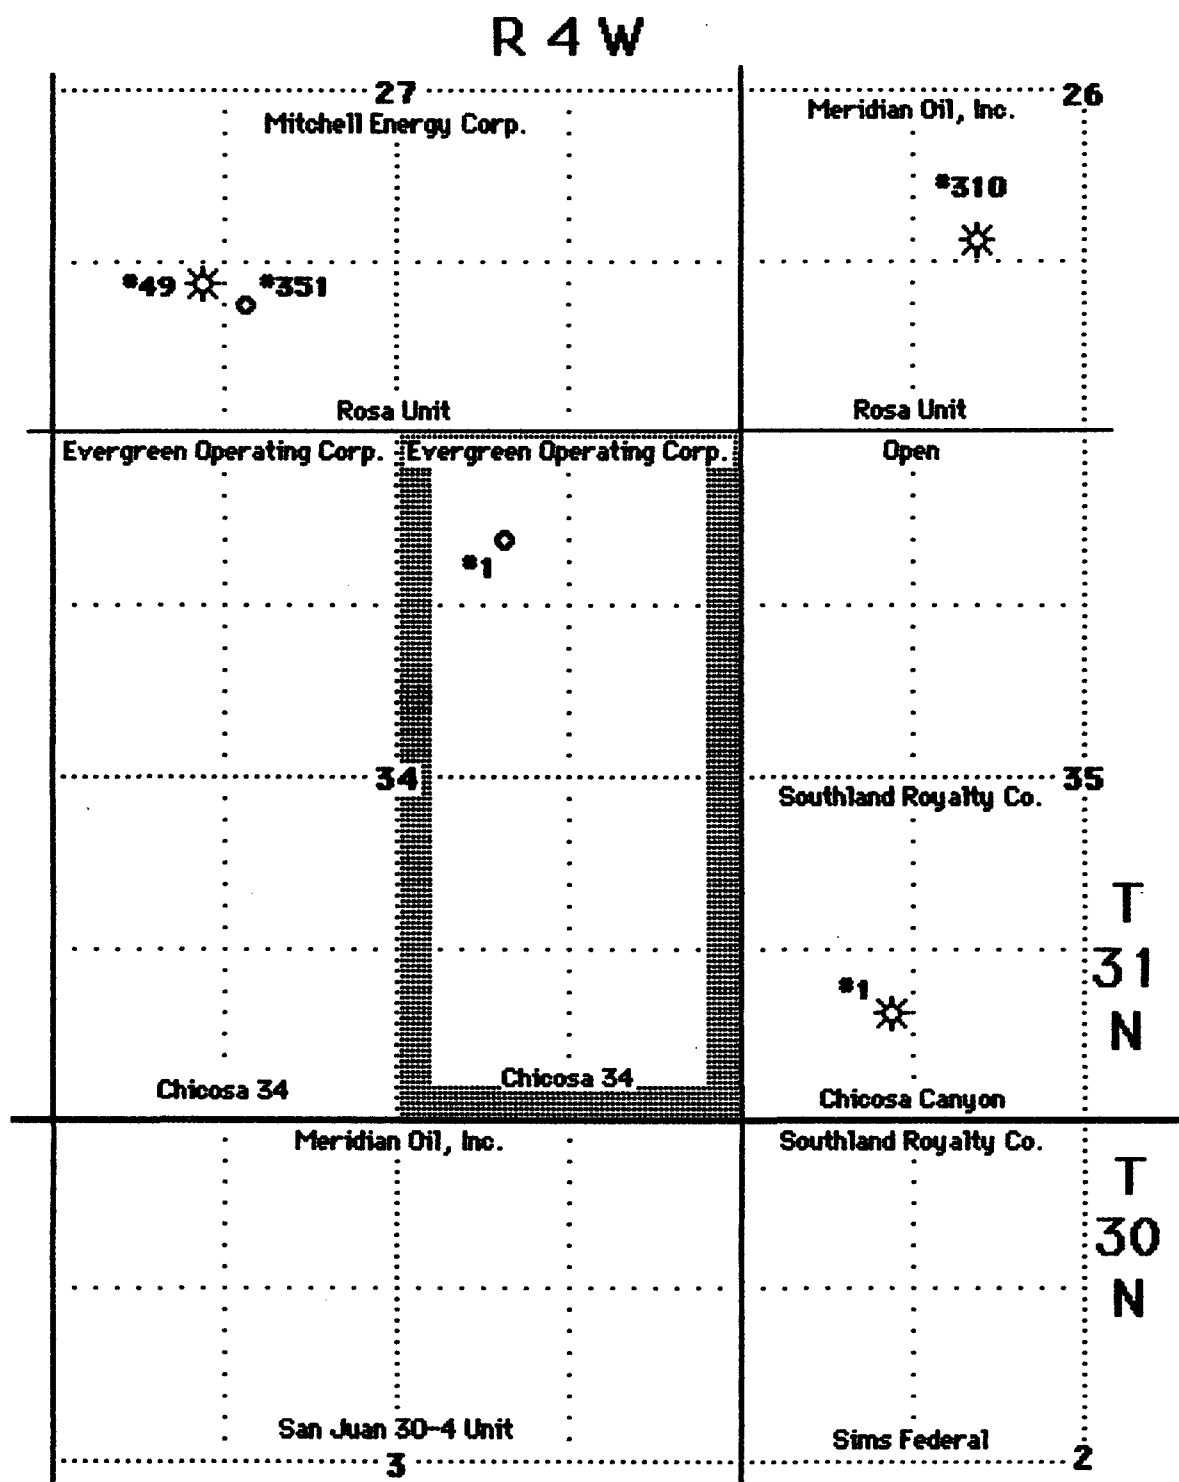 R 4 W
27
26
Mitchell Energy Corp.
Meridian Oil, Inc.
#310
#49
#351
Rosa Unit
Rosa Unit
Evergreen Operating Corp.
Evergreen Operating Corp.
Open
#1
34
35
Southland Royalty Co.
T
31
N
#1
Chicosa 34
Chicosa 34
Chicosa Canyon
Meridian Oil, Inc.
Southland Royalty Co.
T
30
N
San Juan 30-4 Unit
Sims Federal
3
2